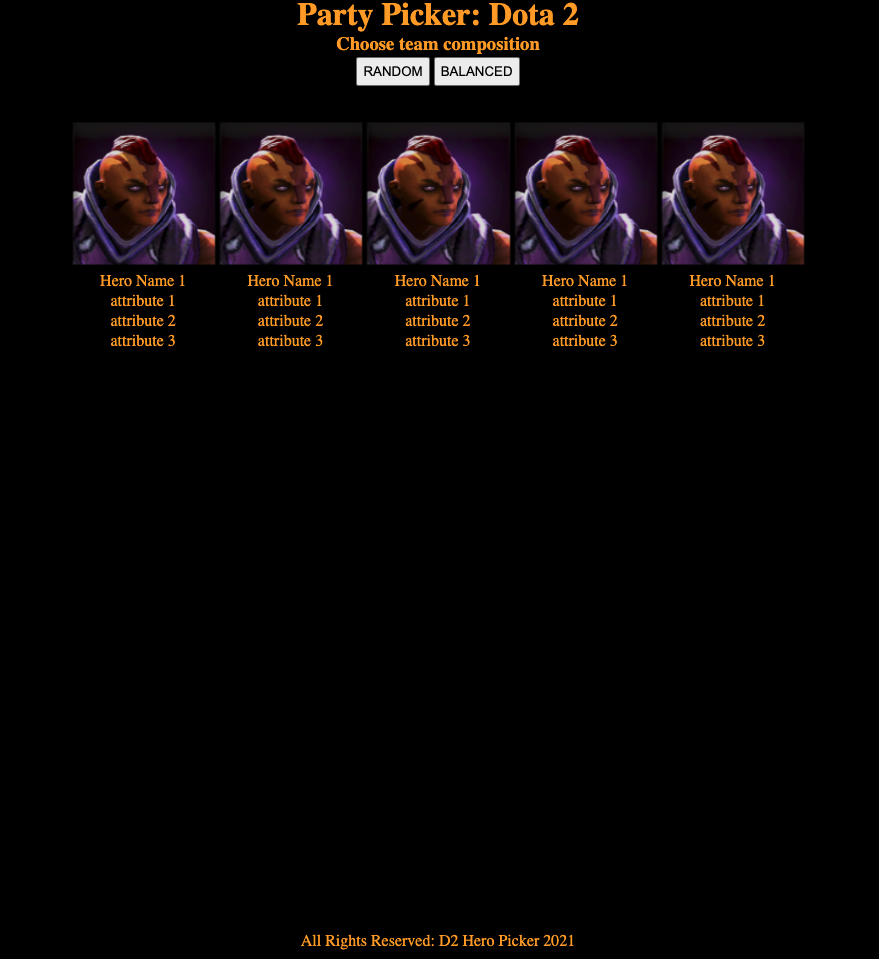 Party Picker: Dota 2
Choose team composition
RANDOM BALANCED
Hero Name 1 Hero Name 1 Hero Name 1 Hero Name 1 Hero Name 1
attribute 1 attribute 1 attribute 1 attribute 1 attribute 1
attribute 2 attribute 2 attribute 2 attribute 2 attribute 2
attribute 3 attribute 3 attribute 3 attribute 3 attribute 3
All Rights Reserved: D2 Hero Picker 2021